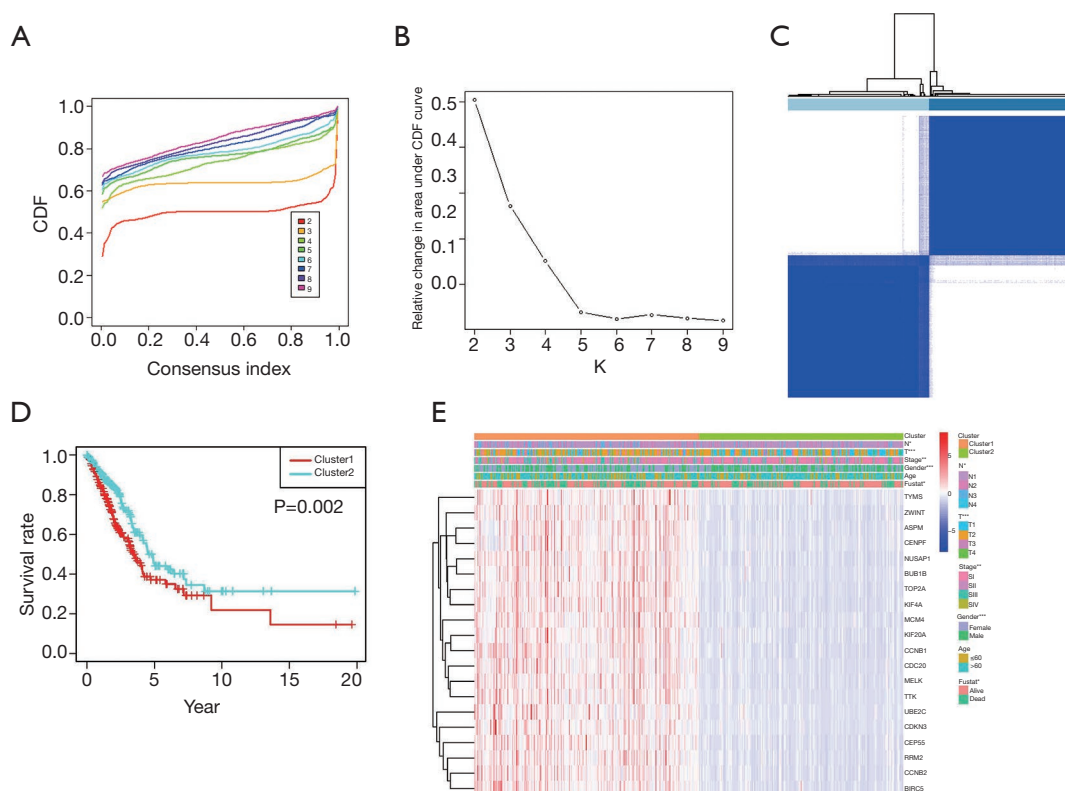 A
CDF
1.0
0.8
0.6
0.4
0.2
0.0
2
3
4
5
6
7
8
9
0.0 0.2 0.4 0.6 0.8 1.0
Consensus index
B
Relative change in area under CDF curve
0.5
0.4
0.2
0.1
0.0
2 3 4 5 6 7 8 9
K
C
D
Survival rate
1.0
0.8
0.6
0.4
0.2
0.0
Cluster1
Cluster2
P=0.002
0 5 10 15 20
Year
E
Cluster
N*
T***
Stage**
Gender***
Age
Fustat*
TYMS
ZWINT
ASPM
CENPF
NUSAP1
BUB1B
TOP2A
KIF4A
MCM4
KIF20A
CCNB1
CDC20
MELK
TTK
UBE2C
CDKN3
CEP55
RRM2
CCNB2
BIRC5
5
0
−5
Cluster
Cluster1
Cluster2
N*
N1
N2
N3
N4
T***
T1
T2
T3
T4
Stage**
SI
SII
SIII
SIV
Gender***
Female
Male
Age
≤60
>60
Fustat*
Alive
Dead